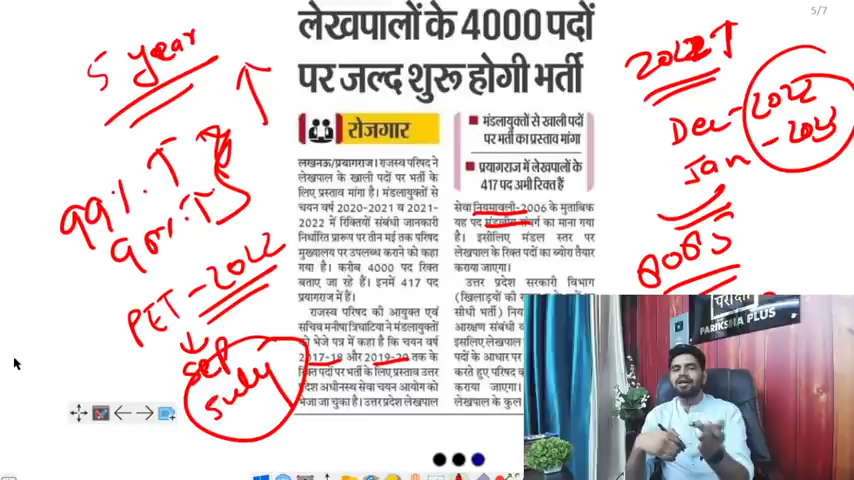 5/7
लेखपालों के 4000 पदों
पर जल्द शुरू होगी भर्ती
रोजगार
लखनऊ/प्रयागराज। राजस्व परिषद ने
लेखपाल के खाली पदों पर भर्ती के
लिए प्रस्ताव मांगा है। मंडलायुक्तों से
चयन वर्ष 2020-2021 व 2021-
2022 में रिक्तियों संबंधी जानकारी
निर्धारित प्रारूप पर तीन मई तक परिषद
मुख्यालय पर उपलब्ध कराने को कहा
गया है। करीब 4000 पद रिक्त
बताए जा रहे हैं। इनमें 417 पद
प्रयागराज में हैं।
राजस्व परिषद की आयुक्त एवं
सचिव मनीषा त्रिघाटिया ने मंडलायुक्तों
को भेजे पत्र में कहा है कि चयन वर्ष
2017-18 और 2019-20 तक के
रिक्त पदों पर भर्ती के लिए प्रस्ताव उत्तर
प्रदेश अधीनस्थ सेवा चयन आयोग को
भेजा जा चुका है। उत्तर प्रदेश लेखपाल
मंडलायुक्तों से खाली पदों
पर भर्ती का प्रस्ताव मांगा
प्रयागराज में लेखपालों के
417 पद अभी रिक्त हैं
सेवा नियमावली-2006 के मुताबिक
यह पद मंडलीय संवर्ग का माना गया
है। इसीलिए मंडल स्तर पर
लेखपाल के रिक्त पदों का ब्योरा तैयार
कराया जाएगा।
उत्तर प्रदेश सरकारी विभाग
(खिलाड़ियों की
सीधी भर्ती)
आरक्षण संबंधी
इसलिए लेखपाल
पदों के आधार पर
करते हुए परिषद
कराया जाएगा।
लेखपाल के कुल
5 year
99%
90%
PET-2022
Sep
July
2022
Dec-2022
Jan-2023
परीक्षा
PARIKSHA PLUS